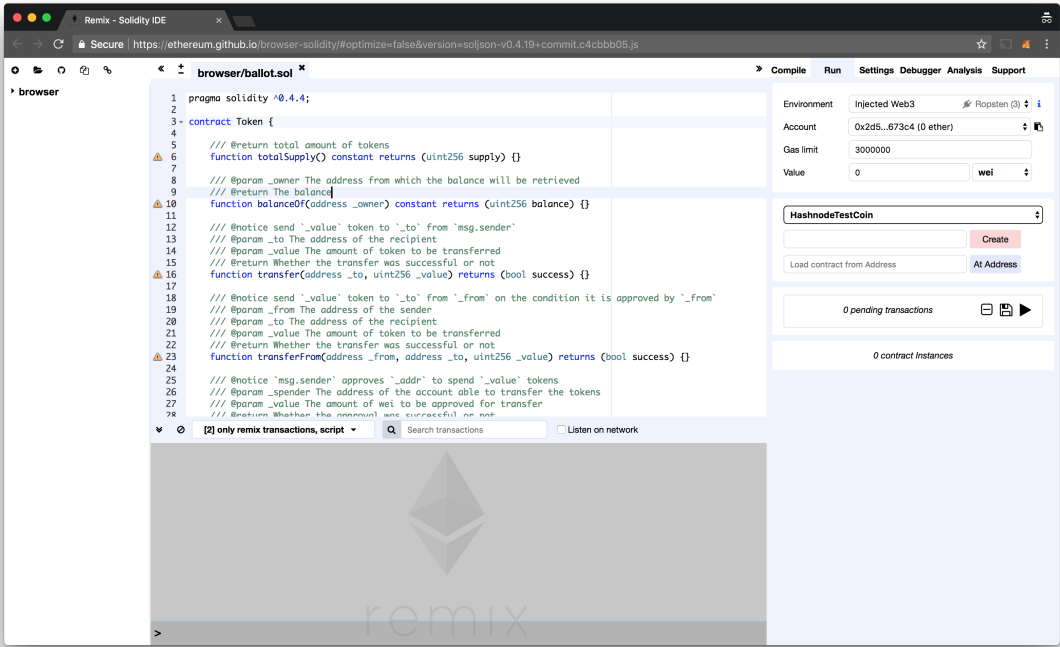 Remix - Solidity IDE
Secure | https://ethereum.github.io/browser-solidity/#optimize=false&version=soljson-v0.4.19+commit.c4cbbb05.js
browser
browser/ballot.sol
1 pragma solidity ^0.4.4;
2
3 contract Token {
4
5 /// @return total amount of tokens
6 function totalSupply() constant returns (uint256 supply) {}
7
8 /// @param _owner The address from which the balance will be retrieved
9 /// @return The balance
10 function balanceOf(address _owner) constant returns (uint256 balance) {}
11
12 /// @notice send `_value` token to `_to` from `msg.sender`
13 /// @param _to The address of the recipient
14 /// @param _value The amount of token to be transferred
15 /// @return Whether the transfer was successful or not
16 function transfer(address _to, uint256 _value) returns (bool success) {}
17
18 /// @notice send `_value` token to `_to` from `_from` on the condition it is approved by `_from`
19 /// @param _from The address of the sender
20 /// @param _to The address of the recipient
21 /// @param _value The amount of token to be transferred
22 /// @return Whether the transfer was successful or not
23 function transferFrom(address _from, address _to, uint256 _value) returns (bool success) {}
24
25 /// @notice `msg.sender` approves `_addr` to spend `_value` tokens
26 /// @param _spender The address of the account able to transfer the tokens
27 /// @param _value The amount of wei to be approved for transfer
28 /// @return Whether the approval was successful or not
[2] only remix transactions, script
Search transactions
Listen on network
remix
>
Compile Run Settings Debugger Analysis Support
Environment Injected Web3 Ropsten (3) i
Account 0x2d5...673c4 (0 ether)
Gas limit 3000000
Value 0 wei
HashnodeTestCoin
Create
Load contract from Address At Address
0 pending transactions
0 contract Instances